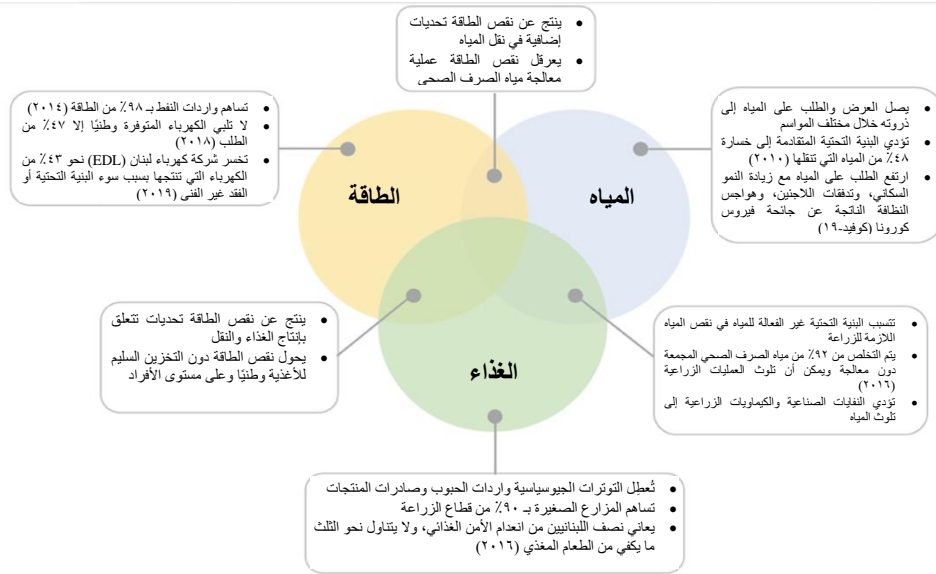 ينتج عن نقص الطاقة تحديات
إضافية في نقل المياه
يعرقل نقص الطاقة عملية
معالجة مياه الصرف الصحي
يصل العرض والطلب على المياه إلى
ذروته خلال مختلف المواسم
تؤدي البنية التحتية المتقادمة إلى خسارة
٤٨٪ من المياه التي تنقلها (٢٠١٠)
ارتفع الطلب على المياه مع زيادة النمو
السكاني، وتدفقات اللاجئين، وهواجس
النظافة الناتجة عن جائحة فيروس
كورونا (كوفيد-١٩)
تساهم واردات النفط بـ ٩٨٪ من الطاقة (٢٠١٤)
لا تلبي الكهرباء المتوفرة وطنيًا إلا ٤٧٪ من
الطلب (٢٠١٨)
تخسر شركة كهرباء لبنان (EDL) نحو ٤٣٪ من
الكهرباء التي تنتجها بسبب سوء البنية التحتية أو
الفقد غير الفني (٢٠١٩)
المياه
الطاقة
الغذاء
تتسبب البنية التحتية غير الفعالة للمياه في نقص المياه
اللازمة للزراعة
يتم التخلص من ٩٢٪ من مياه الصرف الصحي المجمعة
دون معالجة ويمكن أن تلوث العمليات الزراعية
(٢٠١٦)
تؤدي النفايات الصناعية والكيماويات الزراعية إلى
تلوث المياه
ينتج عن نقص الطاقة تحديات تتعلق
بإنتاج الغذاء والنقل
يحول نقص الطاقة دون التخزين السليم
للأغذية وطنيًا وعلى مستوى الأفراد
تُعطِل التوترات الجيوسياسية واردات الحبوب وصادرات المنتجات
تساهم المزارع الصغيرة بـ ٩٠٪ من قطاع الزراعة
يعاني نصف اللبنانيين من انعدام الأمن الغذائي، ولا يتناول نحو الثلث
ما يكفي من الطعام المغذي (٢٠١٦)